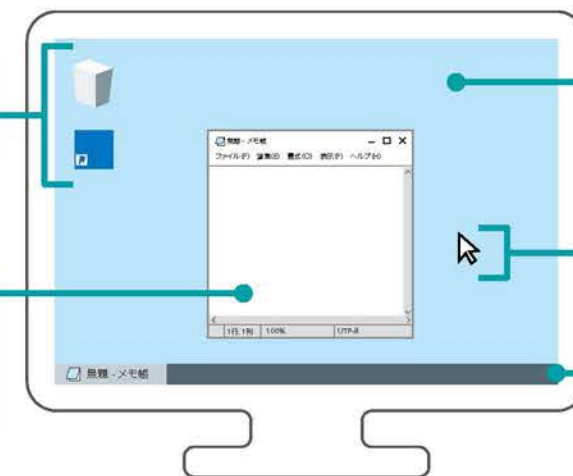 無題 - メモ帳
ファイル(F) 編集(E) 書式(O) 表示(F) ヘルプ(H)
1行、1列 100% UTF-8
無題 - メモ帳